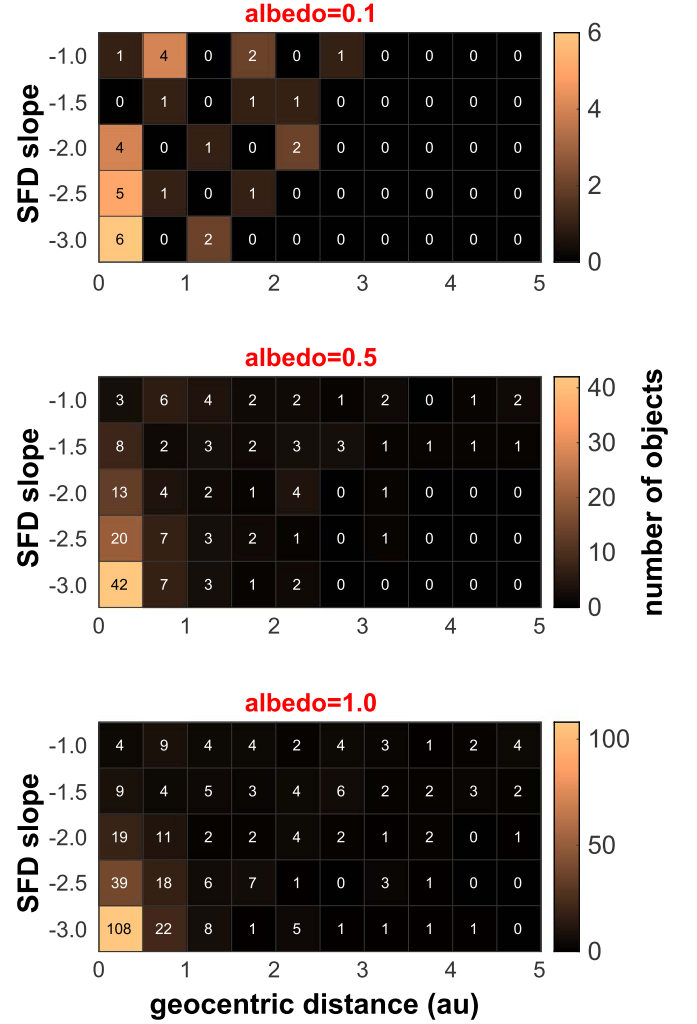 albedo=0.1
SFD slope
-1.0 1 4 0 2 0 1 0 0 0 0
-1.5 0 1 0 1 1 0 0 0 0 0
-2.0 4 0 1 0 2 0 0 0 0 0
-2.5 5 1 0 1 0 0 0 0 0 0
-3.0 6 0 2 0 0 0 0 0 0 0
0 1 2 3 4 5
6
4
2
0
albedo=0.5
SFD slope
-1.0 3 6 4 2 2 1 2 0 1 2
-1.5 8 2 3 2 3 3 1 1 1 1
-2.0 13 4 2 1 4 0 1 0 0 0
-2.5 20 7 3 2 1 0 1 0 0 0
-3.0 42 7 3 1 2 0 0 0 0 0
0 1 2 3 4 5
40
30
20
10
0
number of objects
albedo=1.0
SFD slope
-1.0 4 9 4 4 2 4 3 1 2 4
-1.5 9 4 5 3 4 6 2 2 3 2
-2.0 19 11 2 2 4 2 1 2 0 1
-2.5 39 18 6 7 1 0 3 1 0 0
-3.0 108 22 8 1 5 1 1 1 1 0
0 1 2 3 4 5
100
50
0
geocentric distance (au)